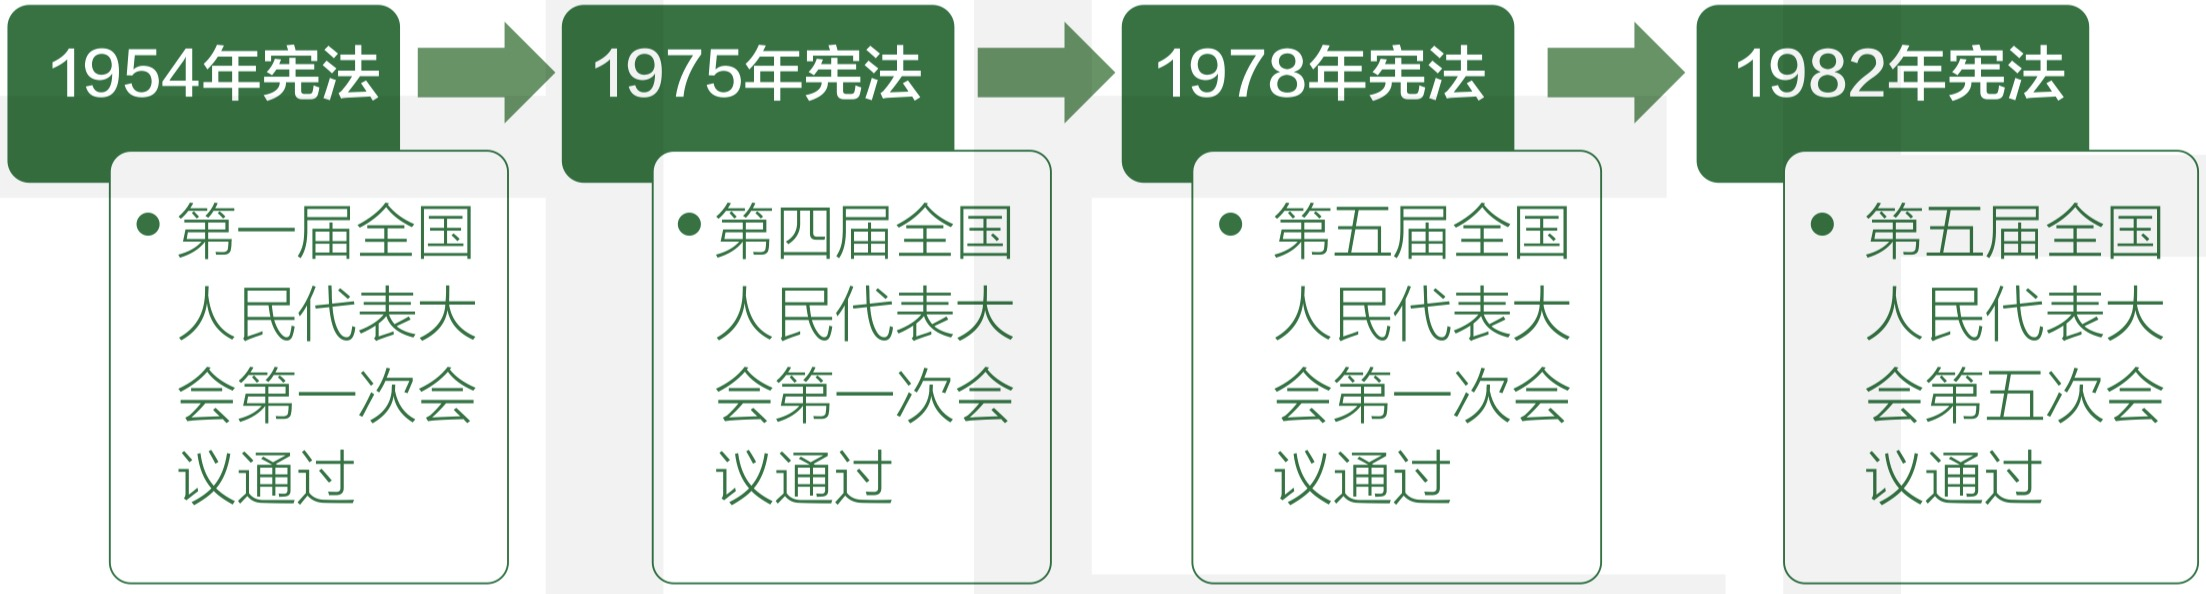 1954年宪法
第一届全国
人民代表大
会第一次会
议通过
1975年宪法
第四届全国
人民代表大
会第一次会
议通过
1978年宪法
第五届全国
人民代表大
会第一次会
议通过
1982年宪法
第五届全国
人民代表大
会第五次会
议通过